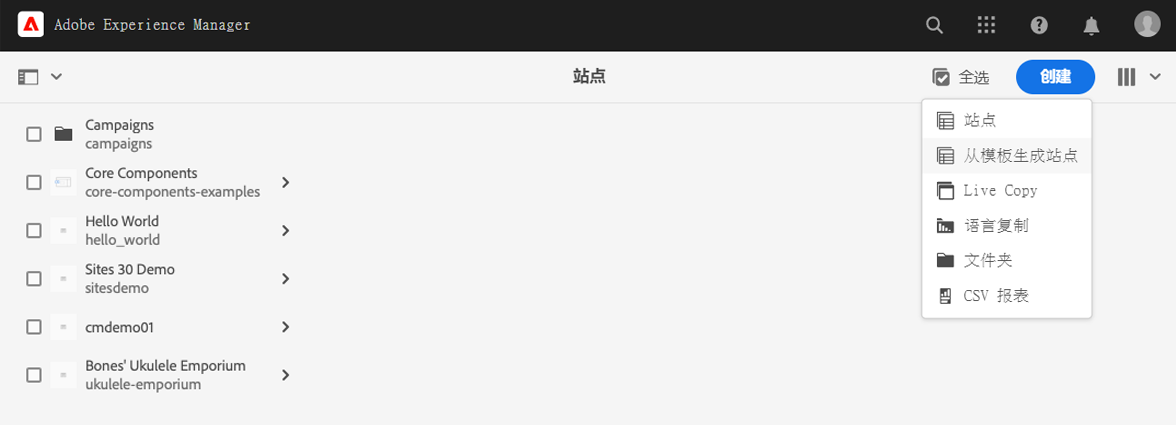 Adobe Experience Manager
站点
全选
创建
站点
从模板生成站点
Live Copy
语言复制
文件夹
CSV 报表
Campaigns
campaigns
Core Components
core-components-examples
Hello World
hello_world
Sites 30 Demo
sitesdemo
cmdemo01
Bones' Ukulele Emporium
ukulele-emporium